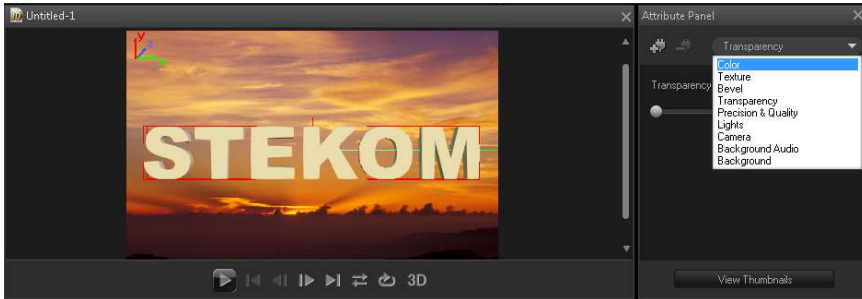 Untitled-1
Attribute Panel
Transparency
Color
Texture
Bevel
Transparency
Precision & Quality
Lights
Camera
Background Audio
Background
Transparency
y
z
x
STEKOM
3D
View Thumbnails